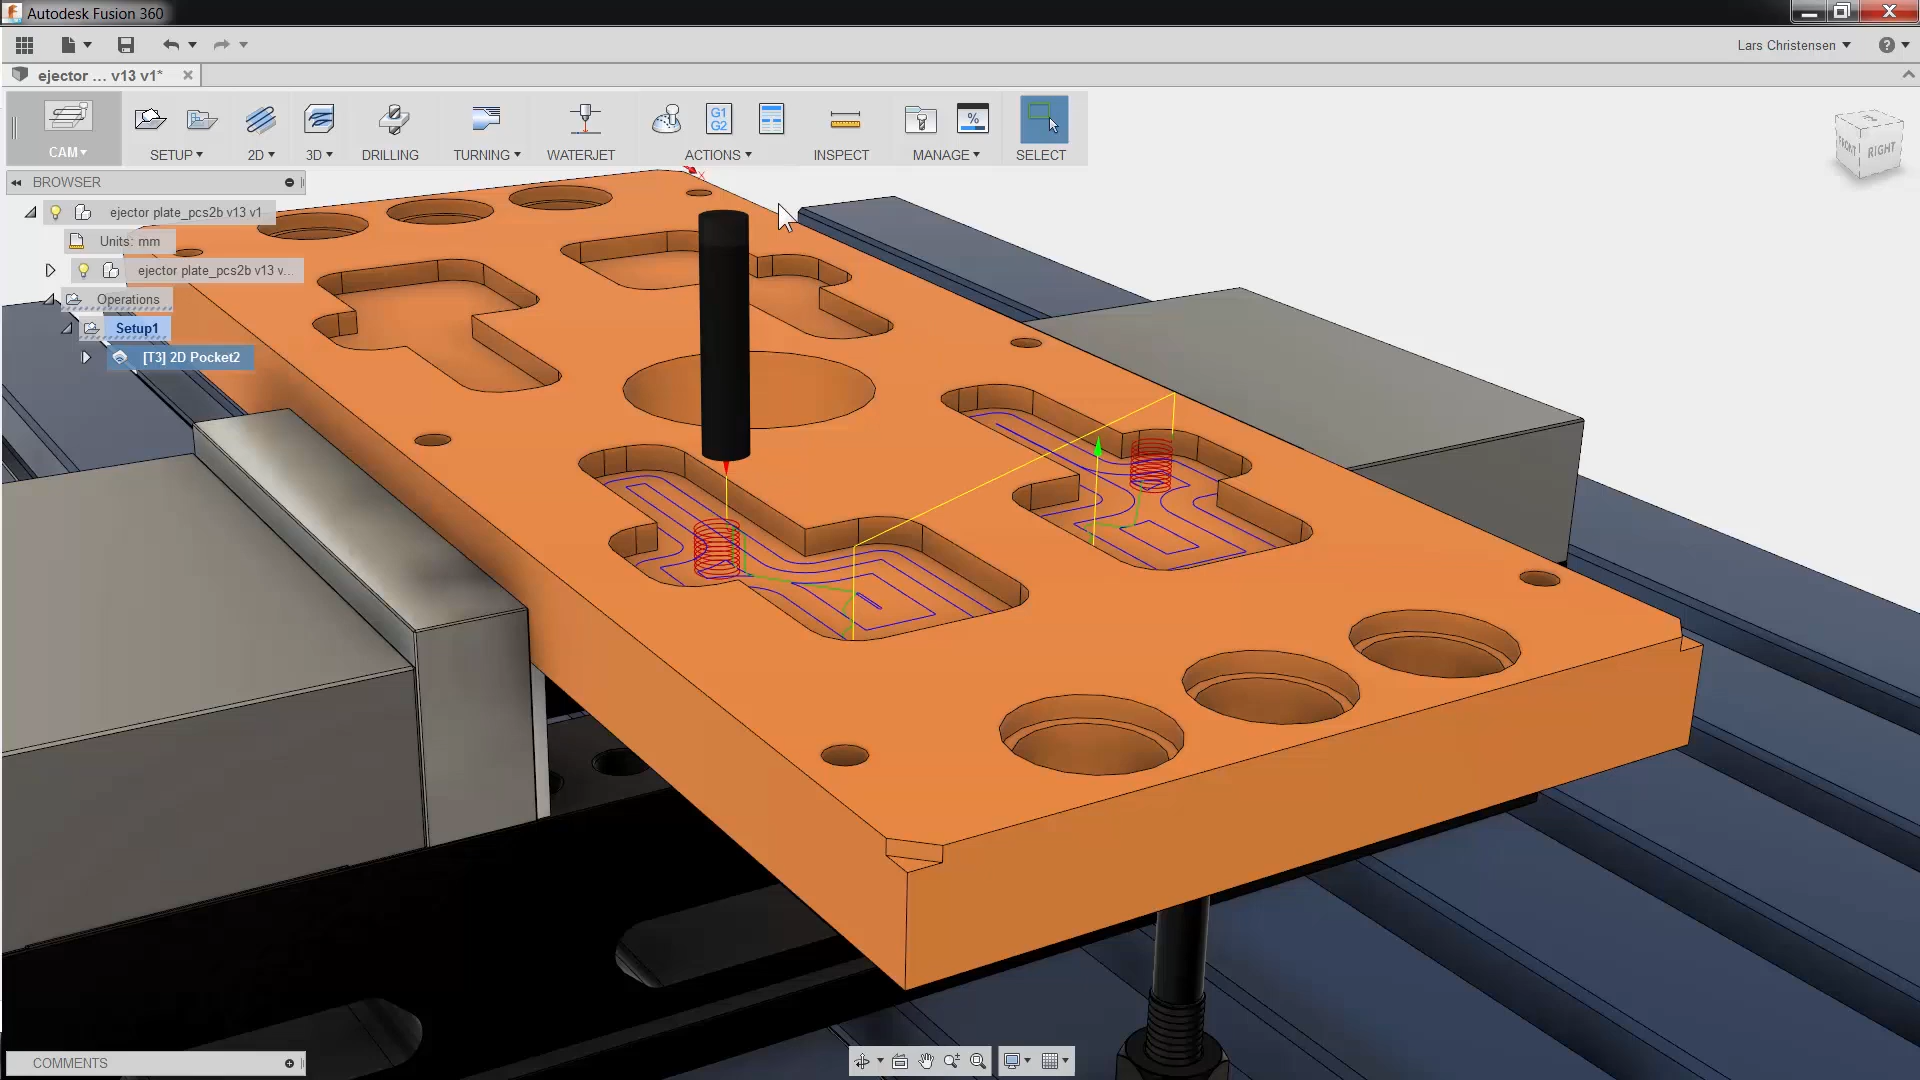 Autodesk Fusion 360
Lars Christensen
ejector ... v13 v1*
G1
G2
%
CAM
SETUP 2D 3D DRILLING TURNING WATERJET ACTIONS INSPECT MANAGE SELECT
BROWSER
ejector plate_pcs2b v13 v1
Units: mm
ejector plate_pcs2b v13 v...
Operations
Setup1
[T3] 2D Pocket2
FRONT
RIGHT
X
COMMENTS